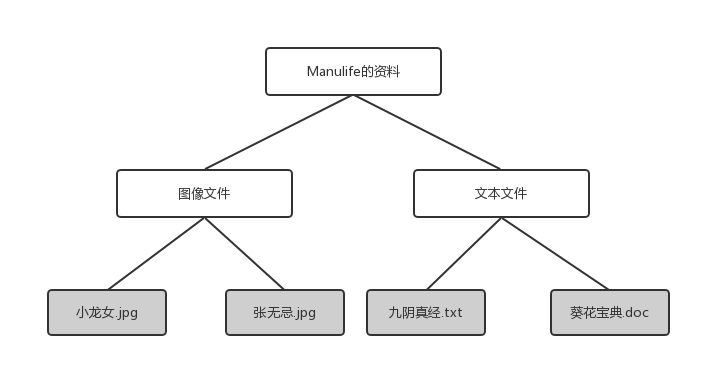 Manulife的资料
图像文件
文本文件
小龙女.jpg
张无忌.jpg
九阴真经.txt
葵花宝典.doc